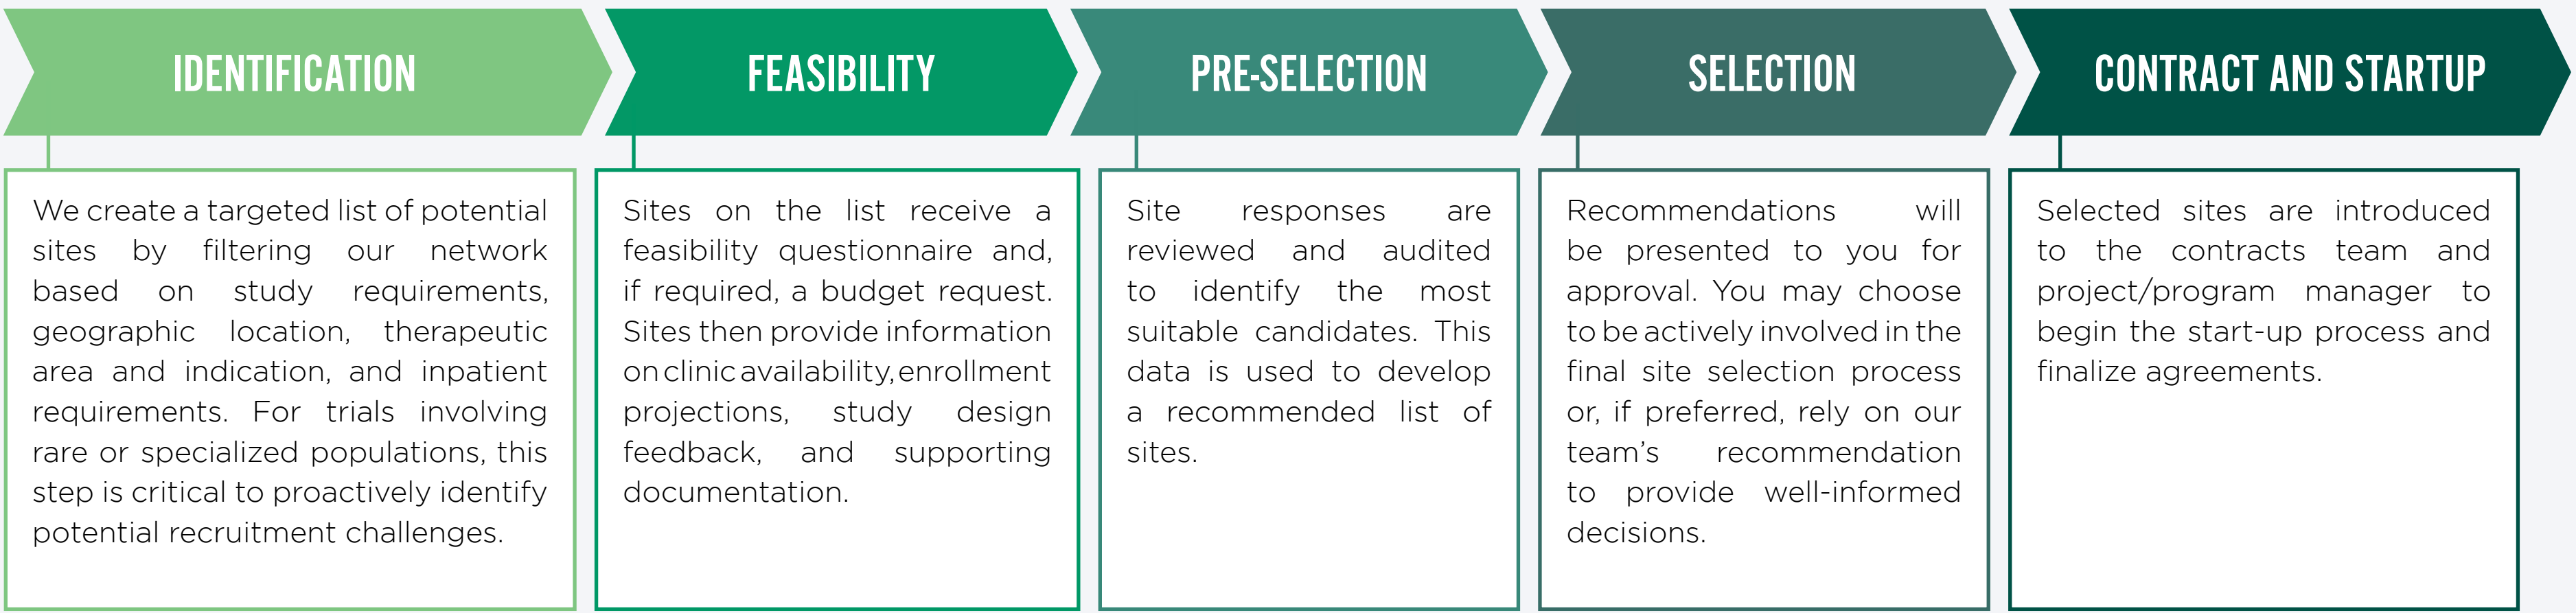 IDENTIFICATION
We create a targeted list of potential
sites by filtering our network
based on study requirements,
geographic location, therapeutic
area and indication, and inpatient
requirements. For trials involving
rare or specialized populations, this
step is critical to proactively identify
potential recruitment challenges.
FEASIBILITY
Sites on the list receive a
feasibility questionnaire and,
if required, a budget request.
Sites then provide information
on clinic availability, enrollment
projections, study design
feedback, and supporting
documentation.
PRE-SELECTION
Site responses are
reviewed and audited
to identify the most
suitable candidates. This
data is used to develop
a recommended list of
sites.
SELECTION
Recommendations will
be presented to you for
approval. You may choose
to be actively involved in the
final site selection process
or, if preferred, rely on our
team’s recommendation
to provide well-informed
decisions.
CONTRACT AND STARTUP
Selected sites are introduced
to the contracts team and
project/program manager to
begin the start-up process and
finalize agreements.